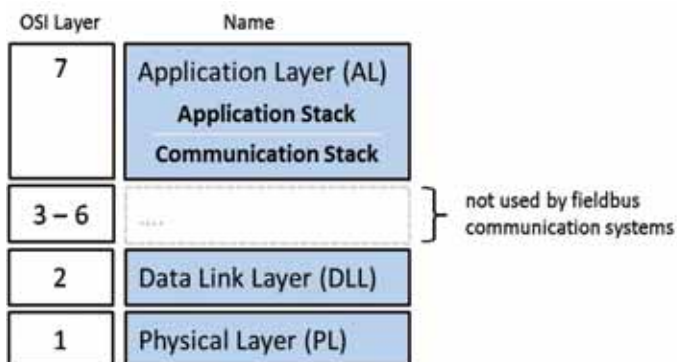 OSI Layer Name
7 Application Layer (AL)
Application Stack
Communication Stack
3 – 6 ....
not used by fieldbus
communication systems
2 Data Link Layer (DLL)
1 Physical Layer (PL)